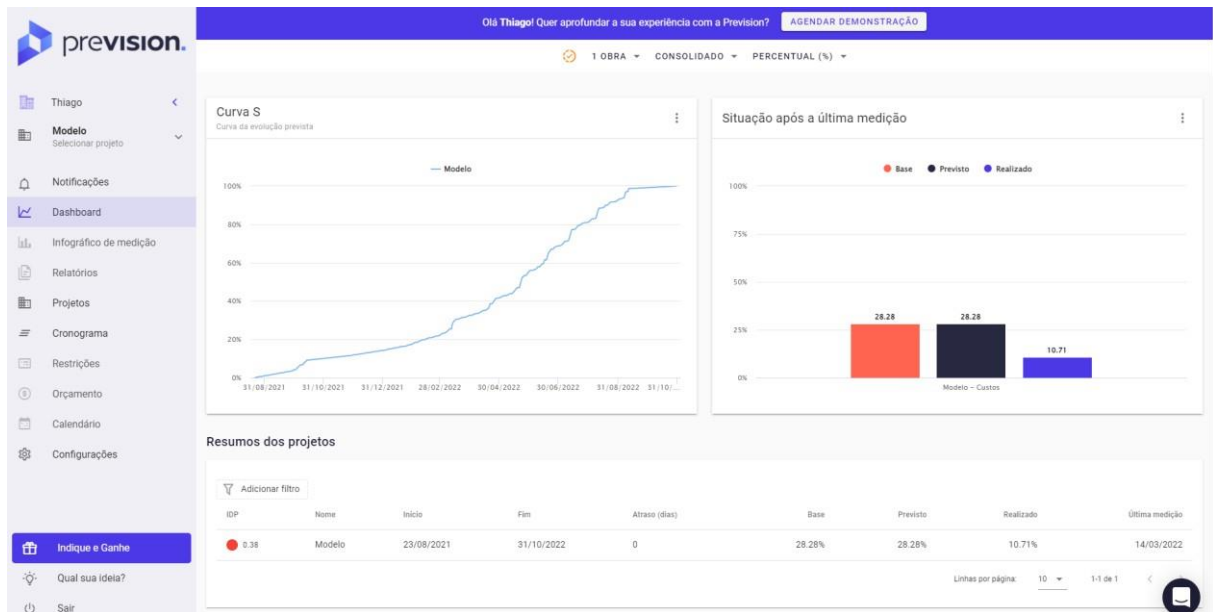 prevision.
Olá Thiago! Quer aprofundar a sua experiência com a Prevision?
AGENDAR DEMONSTRAÇÃO
1 OBRA
CONSOLIDADO
PERCENTUAL (%)
Thiago
Modelo
Selecionar projeto
Notificações
Dashboard
Infográfico de medição
Relatórios
Projetos
Cronograma
Restrições
Orçamento
Calendário
Configurações
Indique e Ganhe
Qual sua ideia?
Sair
Curva S
Curva da evolução prevista
Modelo
100%
80%
60%
40%
20%
0%
31/08/2021 31/10/2021 31/12/2021 28/02/2022 30/04/2022 30/06/2022 31/08/2022 31/10/...
Situação após a última medição
Base Previsto Realizado
100%
75%
50%
25%
0%
28.28 28.28 10.71
Modelo – Custos
Resumos dos projetos
Adicionar filtro
IDP Nome Início Fim Atraso (dias) Base Previsto Realizado Última medição
0.38 Modelo 23/08/2021 31/10/2022 0 28.28% 28.28% 10.71% 14/03/2022
Linhas por página: 10 1-1 de 1